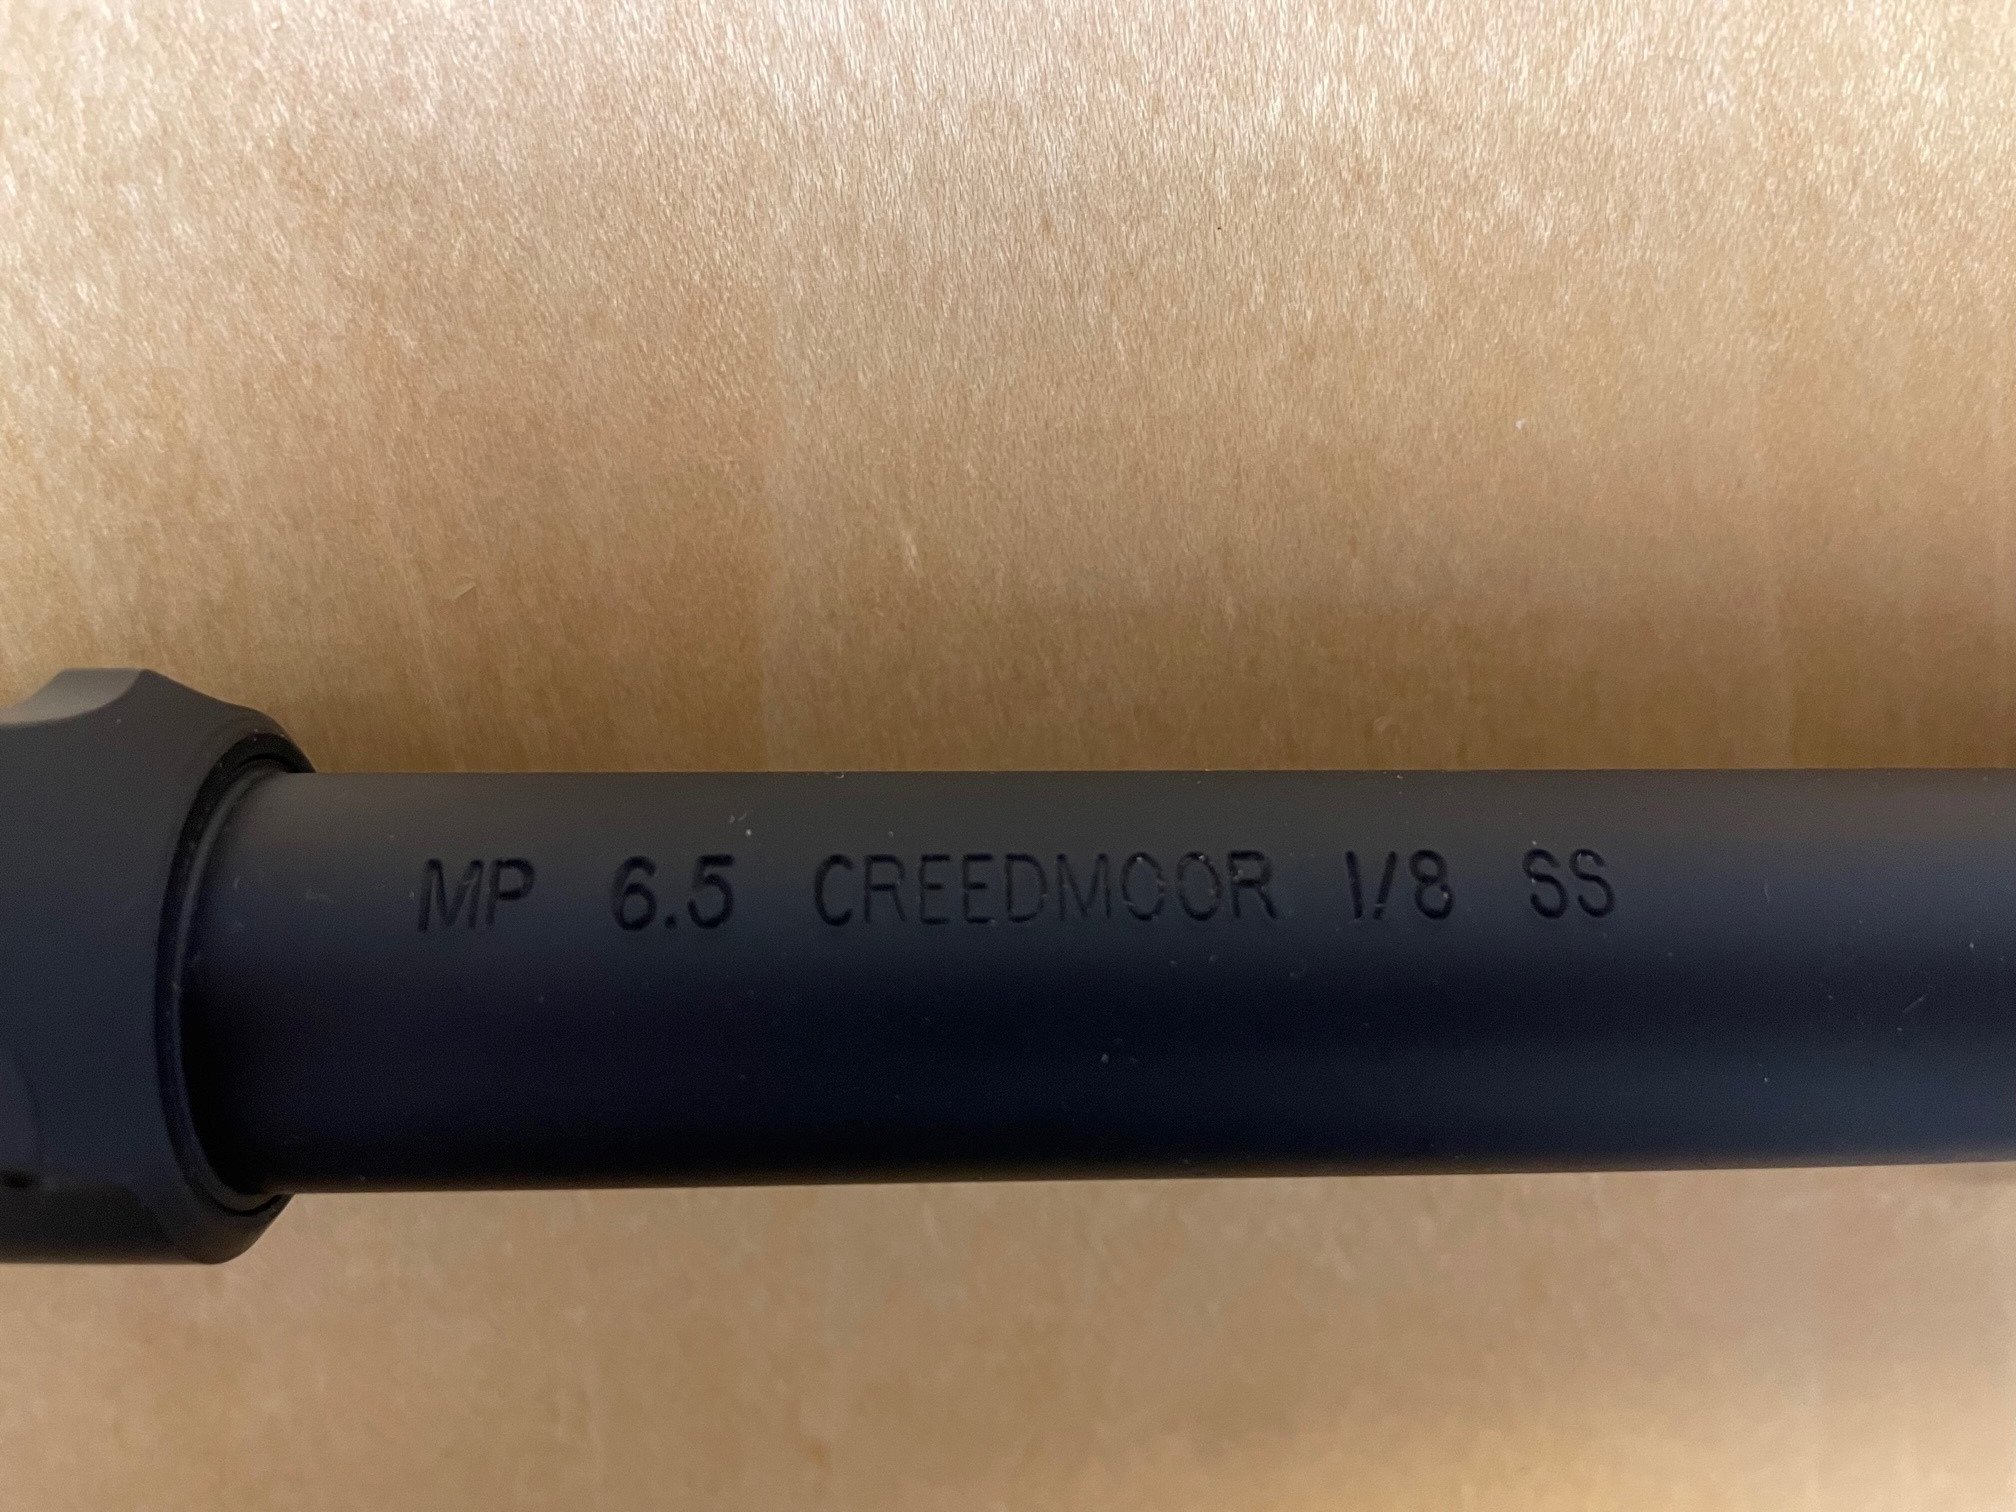 MP 6.5 CREEDMOOR 1/8 SS